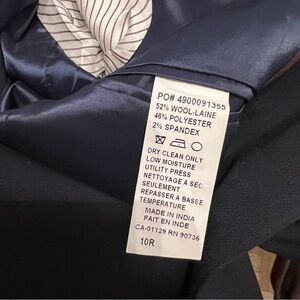 PO# 4900091355
52% WOOL-LAINE
46% POLYESTER
2% SPANDEX
DRY CLEAN ONLY
LOW MOISTURE
UTILITY PRESS
NETTOYAGE A SEC
SEULEMENT
REPASSER A BASSE
TEMPERATURE
MADE IN INDIA
FAIT EN INDE
CA-01129 RN 90736
10R